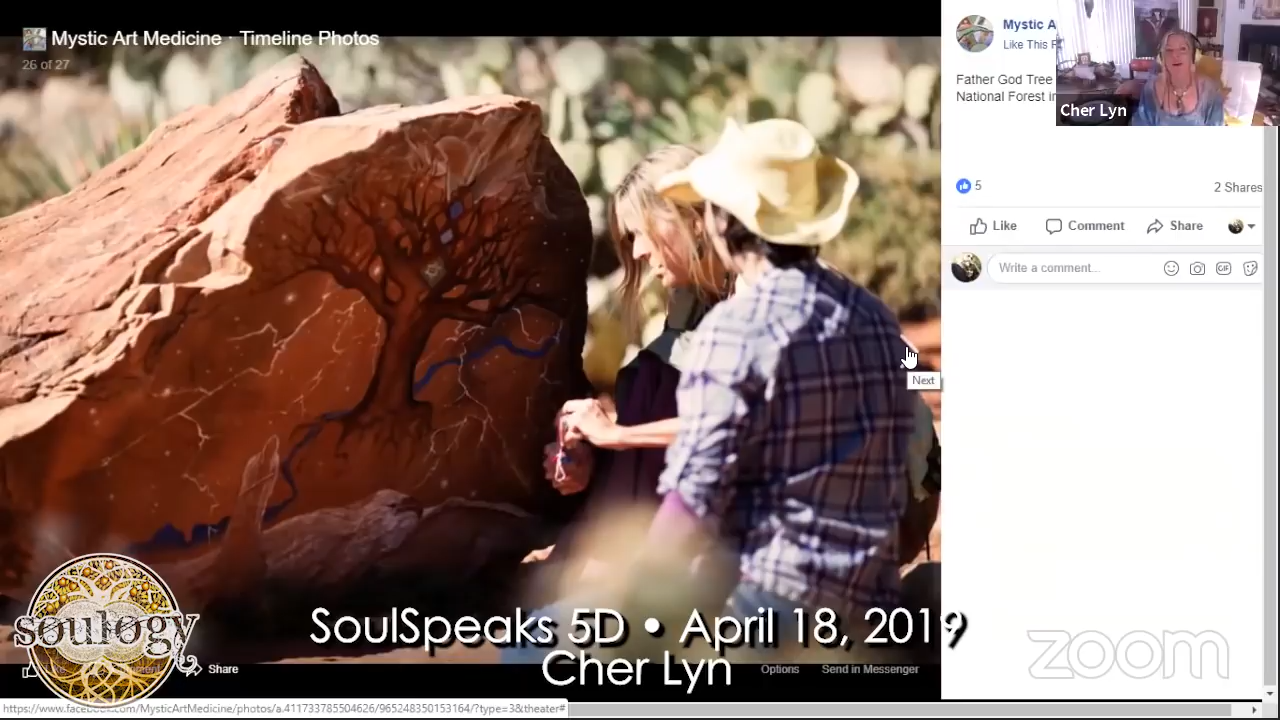 Mystic Art Medicine · Timeline Photos
26 of 27
Mystic A
Like This P
Father God Tree
National Forest in
Cher Lyn
5
2 Shares
Like Comment Share
Write a comment...
GIF
Next
soulogy
SoulSpeaks 5D • April 18, 2019
Cher Lyn
Share
Options Send in Messenger
zoom
https://www.facebook.com/MysticArtMedicine/photos/a.411733785504626/965248350153164/?type=3&theater#